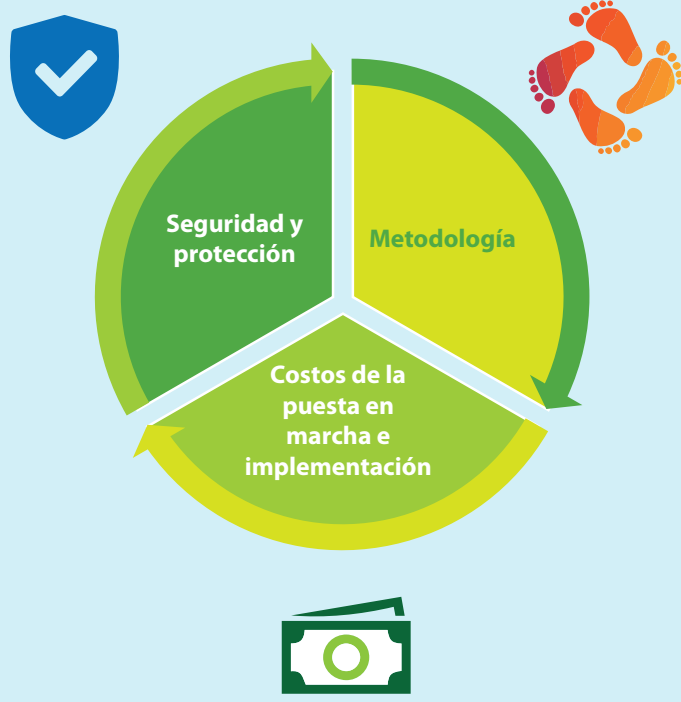 Seguridad y
protección
Metodología
Costos de la
puesta en
marcha e
implementación